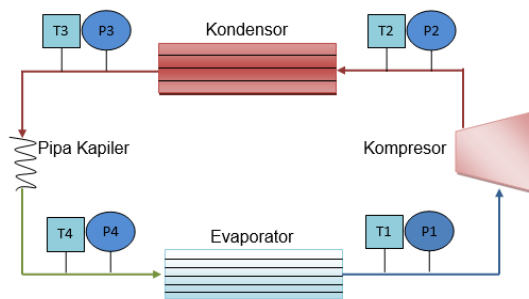 T3
P3
Kondensor
T2
P2
Pipa Kapiler
Kompresor
T4
P4
Evaporator
T1
P1